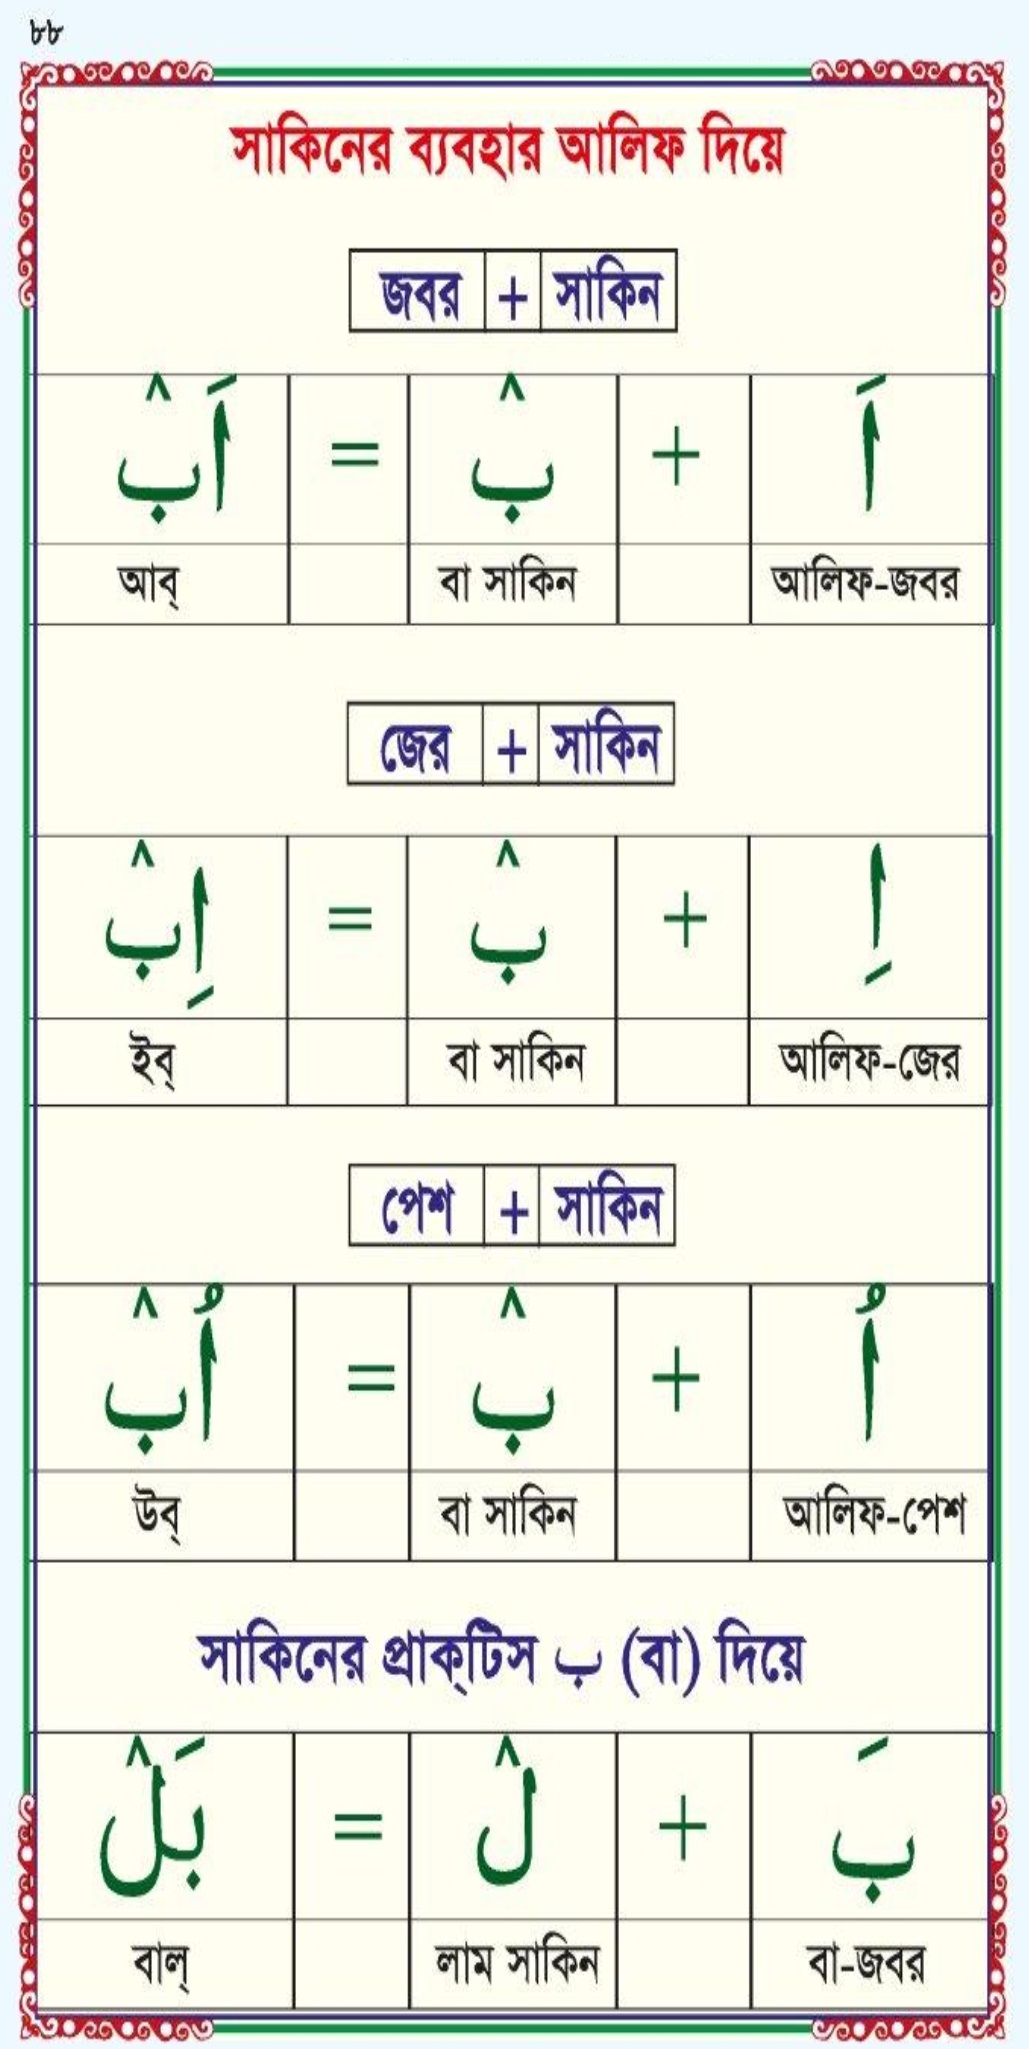 ৮৮
সাকিনের ব্যবহার আলিফ দিয়ে
জবর + সাকিন
اَ + بْ = اَبْ
আলিফ-জবর বা সাকিন আব্
জের + সাকিন
اِ + بْ = اِبْ
আলিফ-জের বা সাকিন ইব্
পেশ + সাকিন
اُ + بْ = اُبْ
আলিফ-পেশ বা সাকিন উব্
সাকিনের প্রাক্টিস ب (বা) দিয়ে
بَ + لْ = بَلْ
বা-জবর লাম সাকিন বাল্